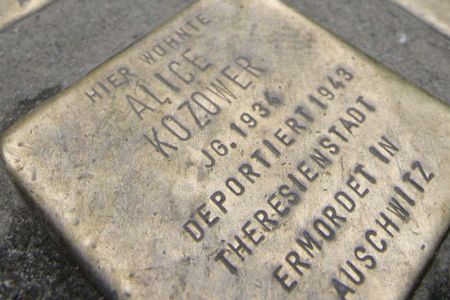 HIER WOHNTE
ALICE
KOZOWER
JG. 1934
DEPORTIERT 1943
THERESIENSTADT
ERMORDET IN
AUSCHWITZ